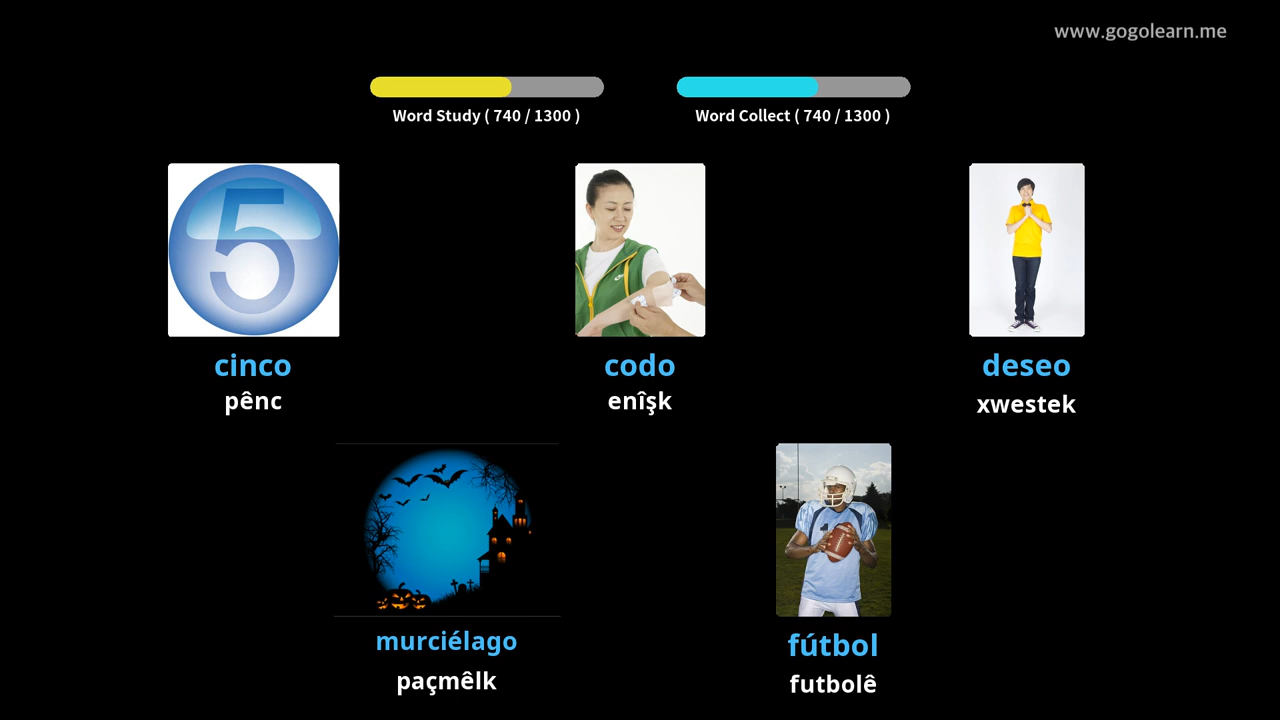 www.gogolearn.me
Word Study ( 740 / 1300 )
Word Collect ( 740 / 1300 )
5
cinco
codo
deseo
pênc
enîşk
xwestek
murciélago
fútbol
paçmêlk
futbolê